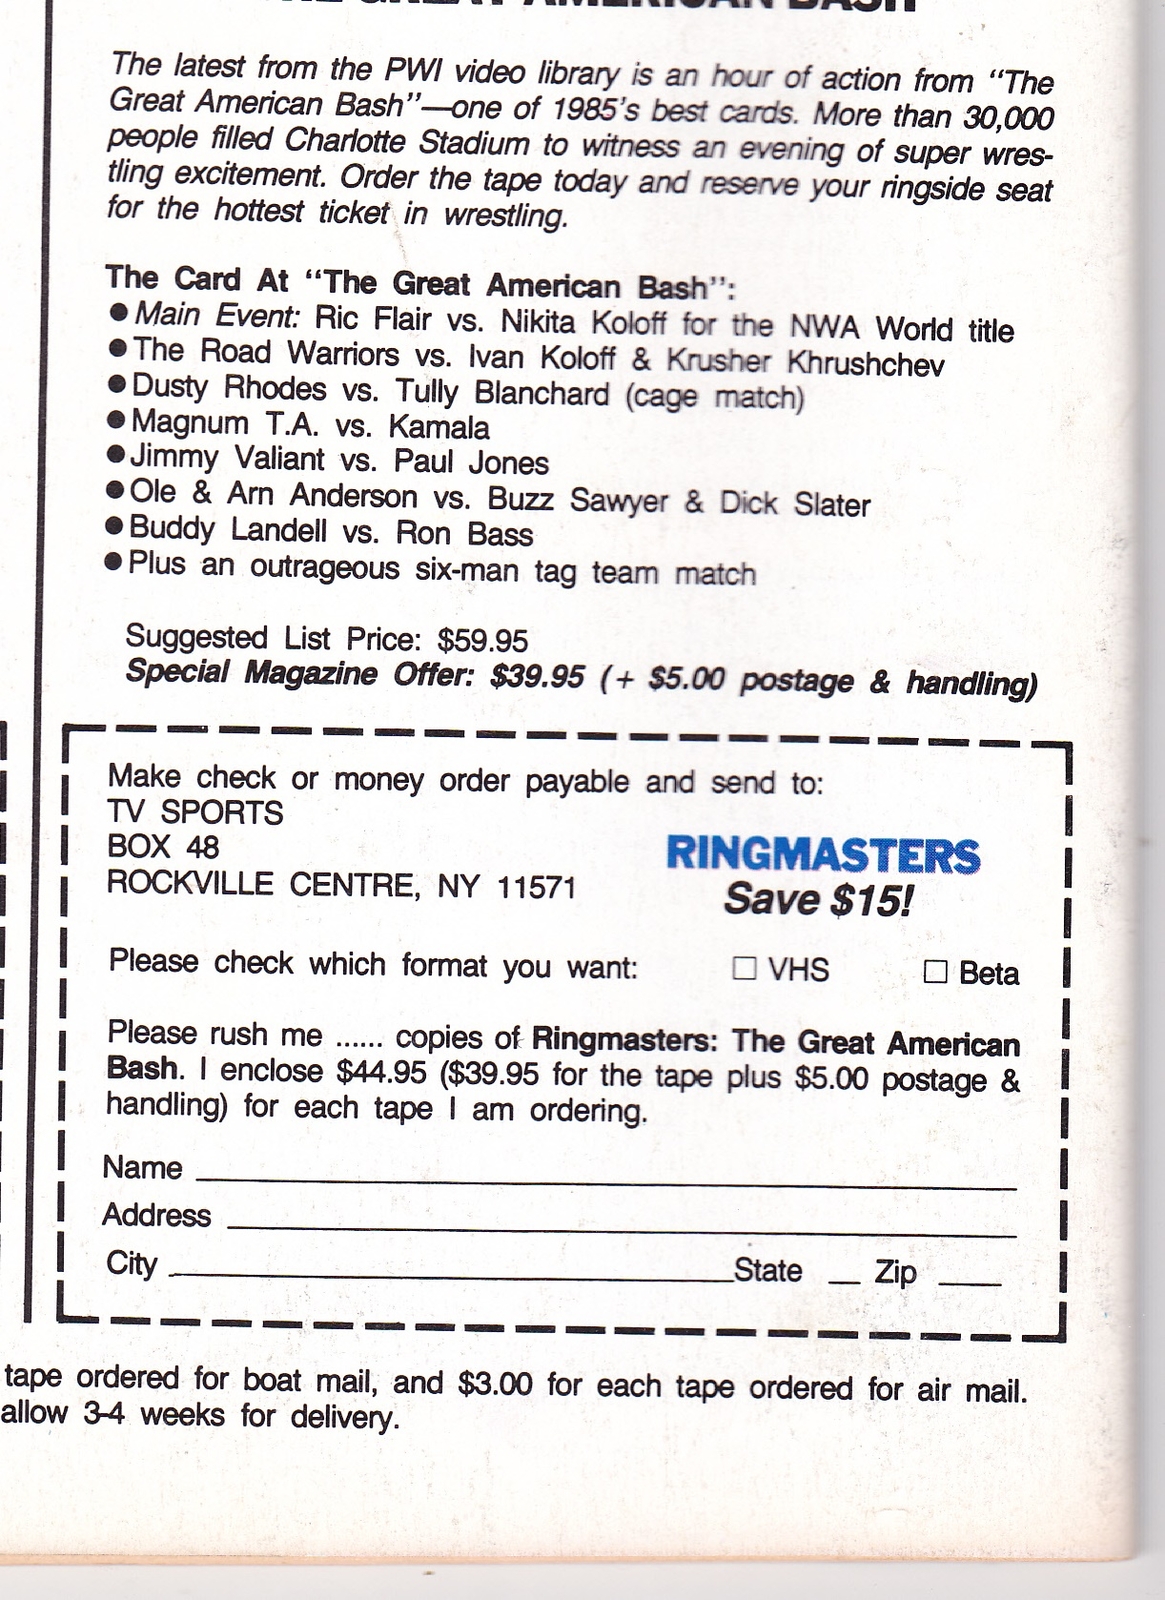 THE GREAT AMERICAN BASH
The latest from the PWI video library is an hour of action from “The
Great American Bash”—one of 1985's best cards. More than 30,000
people filled Charlotte Stadium to witness an evening of super wres-
tling excitement. Order the tape today and reserve your ringside seat
for the hottest ticket in wrestling.
The Card At “The Great American Bash”:
●Main Event: Ric Flair vs. Nikita Koloff for the NWA World title
●The Road Warriors vs. Ivan Koloff & Krusher Khrushchev
●Dusty Rhodes vs. Tully Blanchard (cage match)
●Magnum T.A. vs. Kamala
●Jimmy Valiant vs. Paul Jones
●Ole & Arn Anderson vs. Buzz Sawyer & Dick Slater
●Buddy Landell vs. Ron Bass
●Plus an outrageous six-man tag team match
Suggested List Price: $59.95
Special Magazine Offer: $39.95 (+ $5.00 postage & handling)
Make check or money order payable and send to:
TV SPORTS
BOX 48
ROCKVILLE CENTRE, NY 11571
RINGMASTERS
Save $15!
Please check which format you want: □ VHS □ Beta
Please rush me ...... copies of Ringmasters: The Great American
Bash. I enclose $44.95 ($39.95 for the tape plus $5.00 postage &
handling) for each tape I am ordering.
Name
Address
City State Zip
tape ordered for boat mail, and $3.00 for each tape ordered for air mail.
allow 3-4 weeks for delivery.